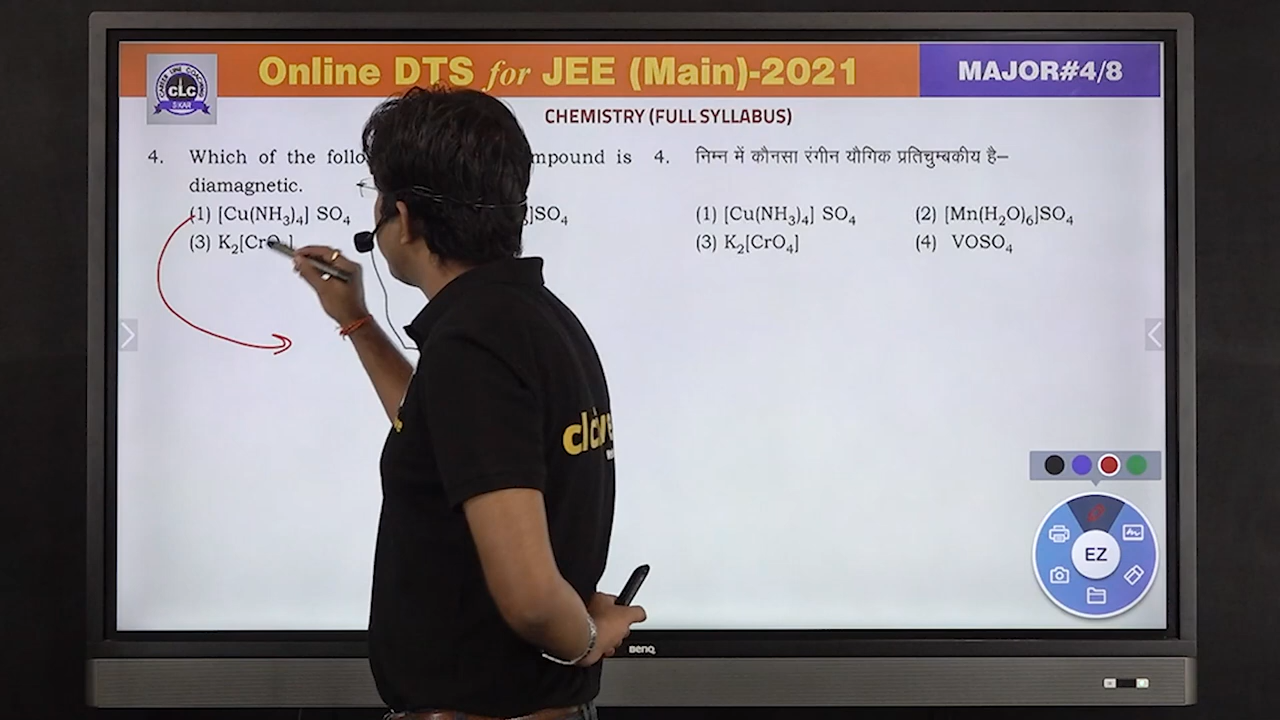 Online DTS for JEE (Main)-2021
MAJOR#4/8
CLC
SIKAR
CHEMISTRY (FULL SYLLABUS)
4. Which of the mpound is
diamagnetic.
(1) [Cu(NH₃)₄] SO₄ ]SO₄
(3) K₂[CrO
4. निम्न में कौनसा रंगीन यौगिक प्रतिचुम्बकीय है–
(1) [Cu(NH₃)₄] SO₄ (2) [Mn(H₂O)₆]SO₄
(3) K₂[CrO₄] (4) VOSO₄
EZ
BenQ